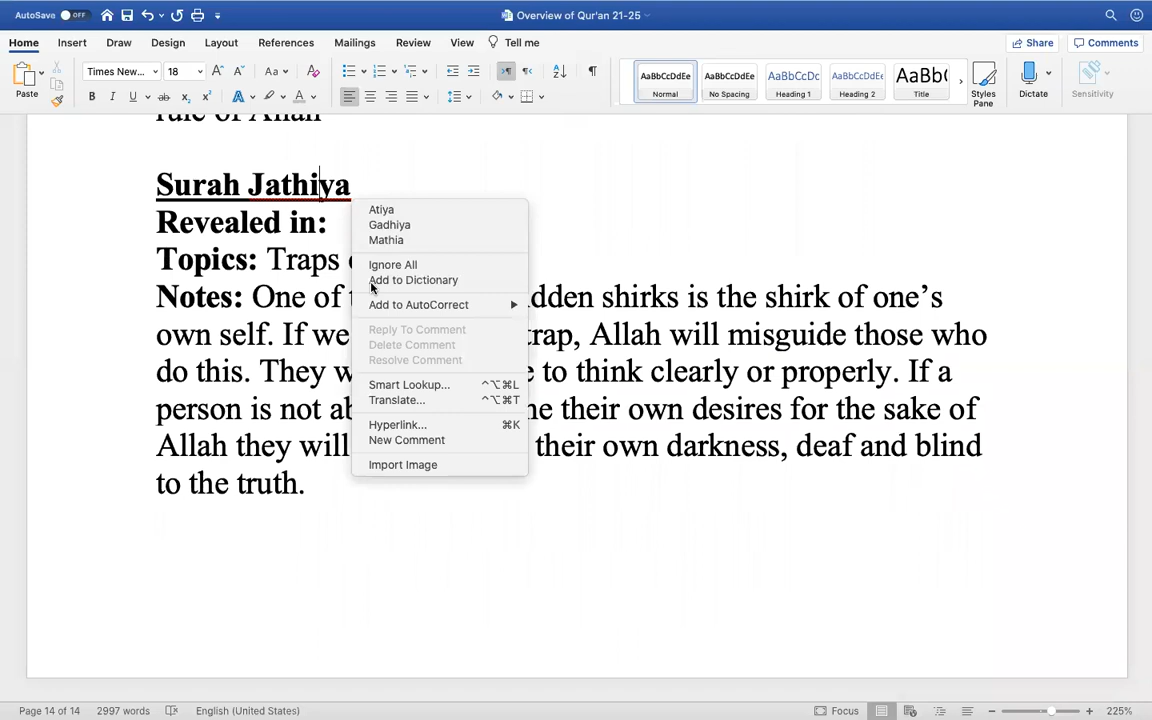 AutoSave OFF Overview of Qur'an 21-25
Home Insert Draw Design Layout References Mailings Review View Tell me Share Comments
Paste Times New... 18 Aa AaBbCcDdEe Normal AaBbCcDdEe No Spacing AaBbCcDc Heading 1 AaBbCcDdEe Heading 2 AaBb( Title Styles Pane Dictate Sensitivity
rule of Allah
Surah Jathiya
Revealed in:
Topics: Traps
Notes: One of dden shirks is the shirk of one's
own self. If we trap, Allah will misguide those who
do this. They w e to think clearly or properly. If a
person is not ab ne their own desires for the sake of
Allah they will their own darkness, deaf and blind
to the truth.
Atiya
Gadhiya
Mathia
Ignore All
Add to Dictionary
Add to AutoCorrect
Reply To Comment
Delete Comment
Resolve Comment
Smart Lookup... ^⌥⌘L
Translate... ^⌥⌘T
Hyperlink... ⌘K
New Comment
Import Image
Page 14 of 14 2997 words English (United States) Focus 225%